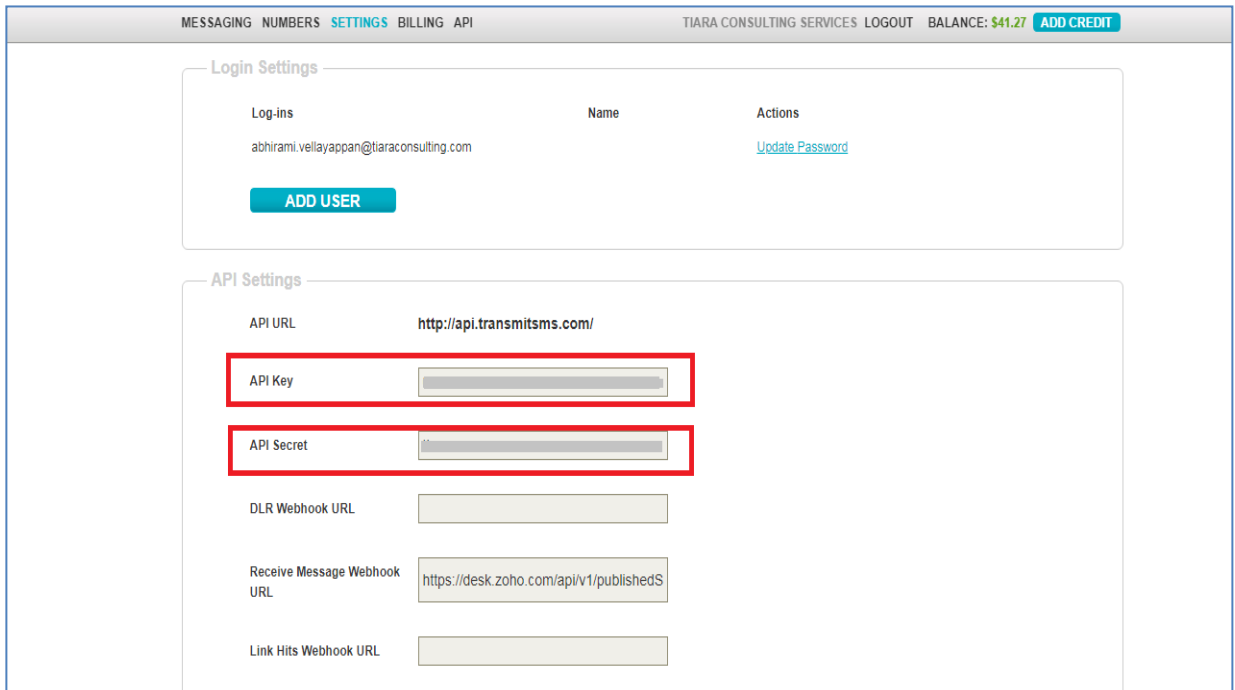 MESSAGING NUMBERS SETTINGS BILLING API TIARA CONSULTING SERVICES LOGOUT BALANCE: $41.27 ADD CREDIT
Login Settings
Log-ins Name Actions
abhirami.vellayappan@tiaraconsulting.com Update Password
ADD USER
API Settings
API URL http://api.transmitsms.com/
API Key
API Secret
DLR Webhook URL
Receive Message Webhook
URL
https://desk.zoho.com/api/v1/publishedS
Link Hits Webhook URL